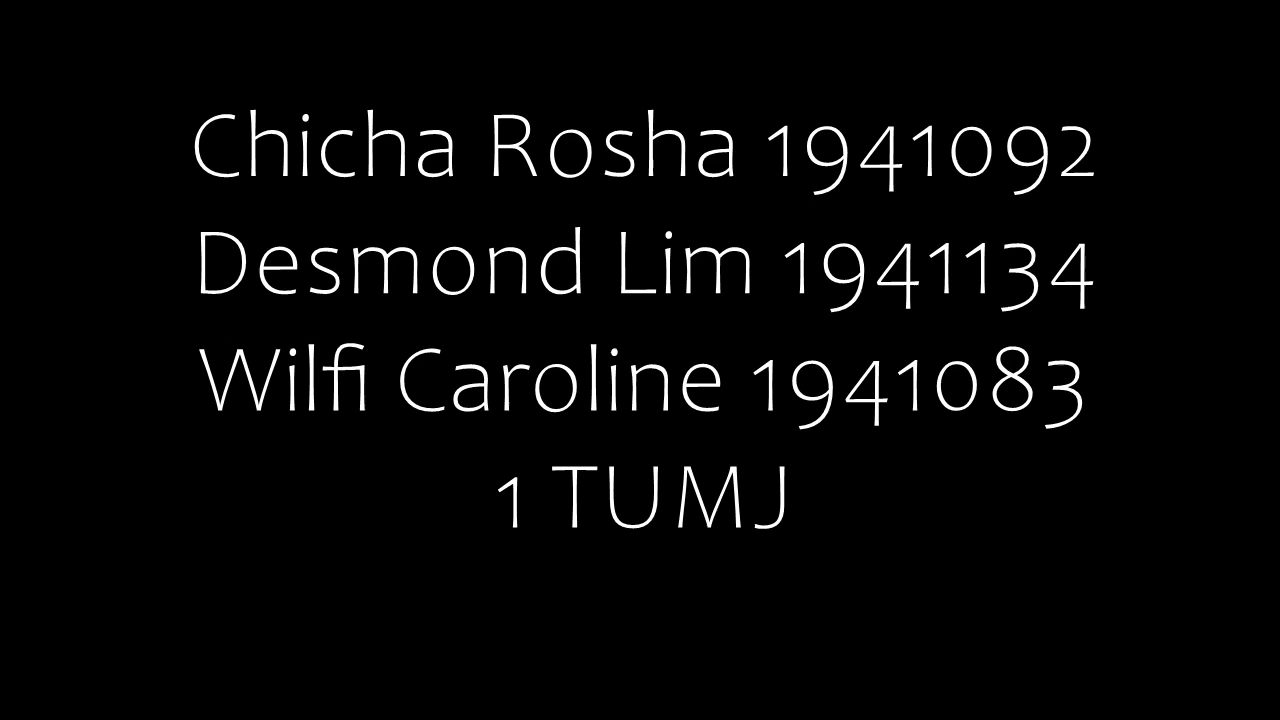 Chicha Rosha 1941092
Desmond Lim 1941134
Wilfi Caroline 1941083
1 TUMJ